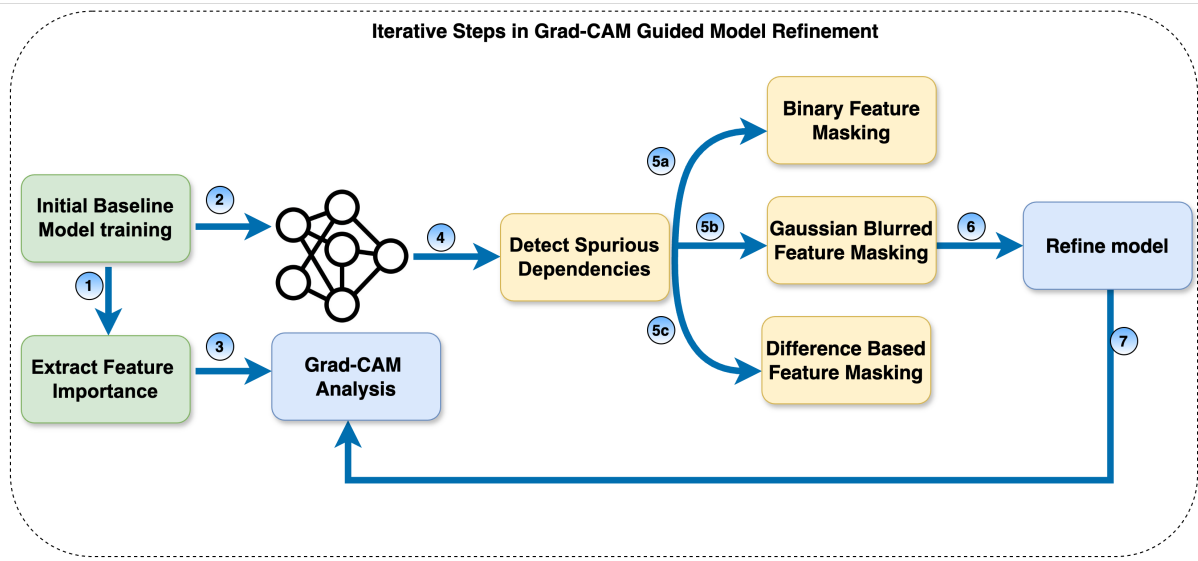 Iterative Steps in Grad-CAM Guided Model Refinement
Initial Baseline
Model training
2
1
Extract Feature
Importance
3
Grad-CAM
Analysis
4
Detect Spurious
Dependencies
5a
Binary Feature
Masking
5b
Gaussian Blurred
Feature Masking
5c
Difference Based
Feature Masking
6
Refine model
7